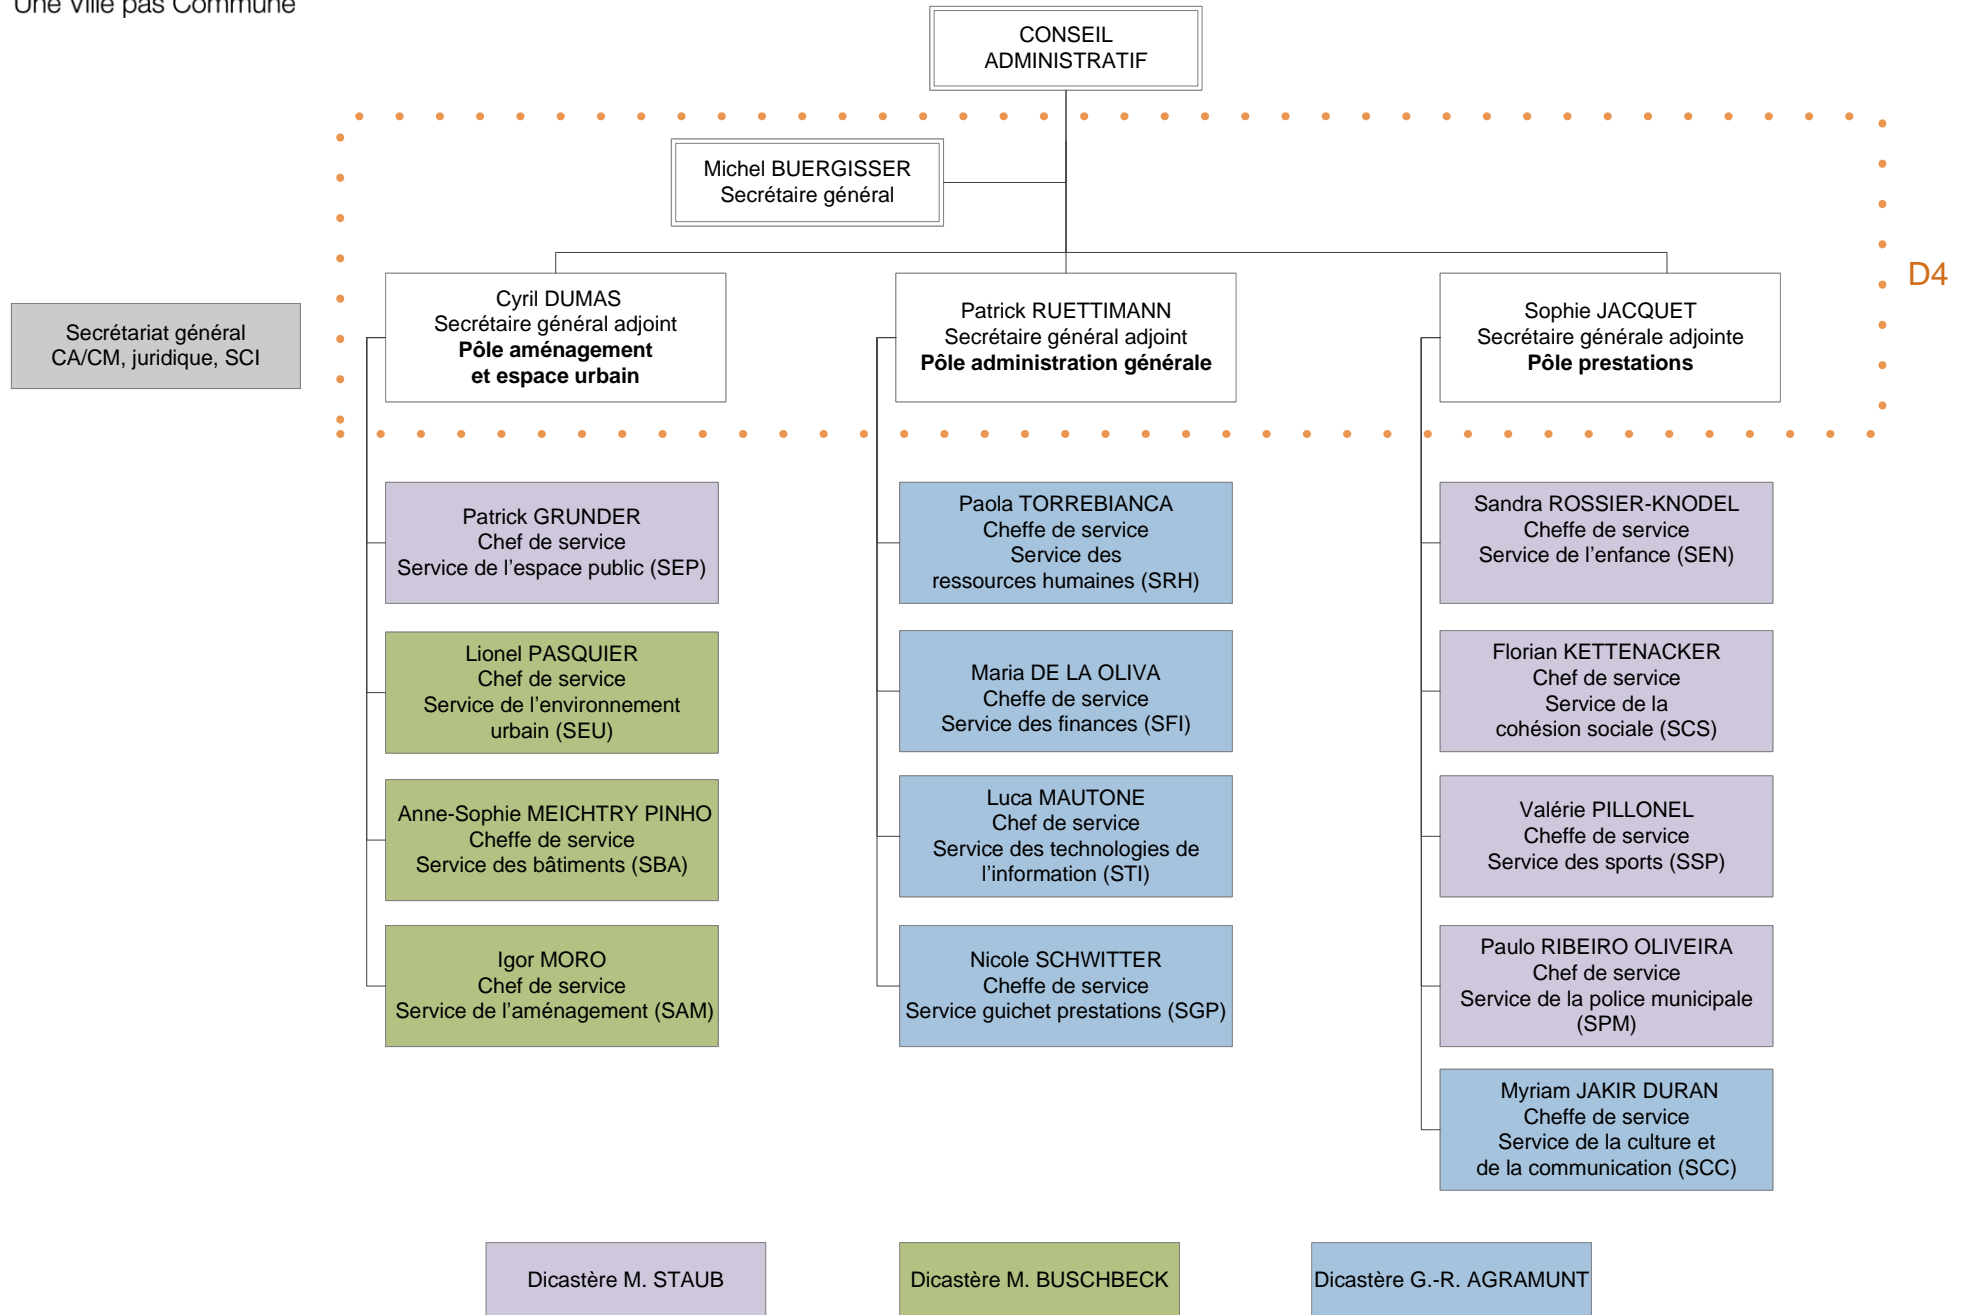 Une Ville pas Commune
CONSEIL
ADMINISTRATIF
Michel BUERGISSER
Secrétaire général
D4
Secrétariat général
CA/CM, juridique, SCI
Cyril DUMAS
Secrétaire général adjoint
Pôle aménagement
et espace urbain
Patrick RUETTIMANN
Secrétaire général adjoint
Pôle administration générale
Sophie JACQUET
Secrétaire générale adjointe
Pôle prestations
Patrick GRUNDER
Chef de service
Service de l'espace public (SEP)
Lionel PASQUIER
Chef de service
Service de l'environnement
urbain (SEU)
Anne-Sophie MEICHTRY PINHO
Cheffe de service
Service des bâtiments (SBA)
Igor MORO
Chef de service
Service de l'aménagement (SAM)
Paola TORREBIANCA
Cheffe de service
Service des
ressources humaines (SRH)
Maria DE LA OLIVA
Cheffe de service
Service des finances (SFI)
Luca MAUTONE
Chef de service
Service des technologies de
l'information (STI)
Nicole SCHWITTER
Cheffe de service
Service guichet prestations (SGP)
Sandra ROSSIER-KNODEL
Cheffe de service
Service de l'enfance (SEN)
Florian KETTENACKER
Chef de service
Service de la
cohésion sociale (SCS)
Valérie PILLONEL
Cheffe de service
Service des sports (SSP)
Paulo RIBEIRO OLIVEIRA
Chef de service
Service de la police municipale
(SPM)
Myriam JAKIR DURAN
Cheffe de service
Service de la culture et
de la communication (SCC)
Dicastère M. STAUB
Dicastère M. BUSCHBECK
Dicastère G.-R. AGRAMUNT